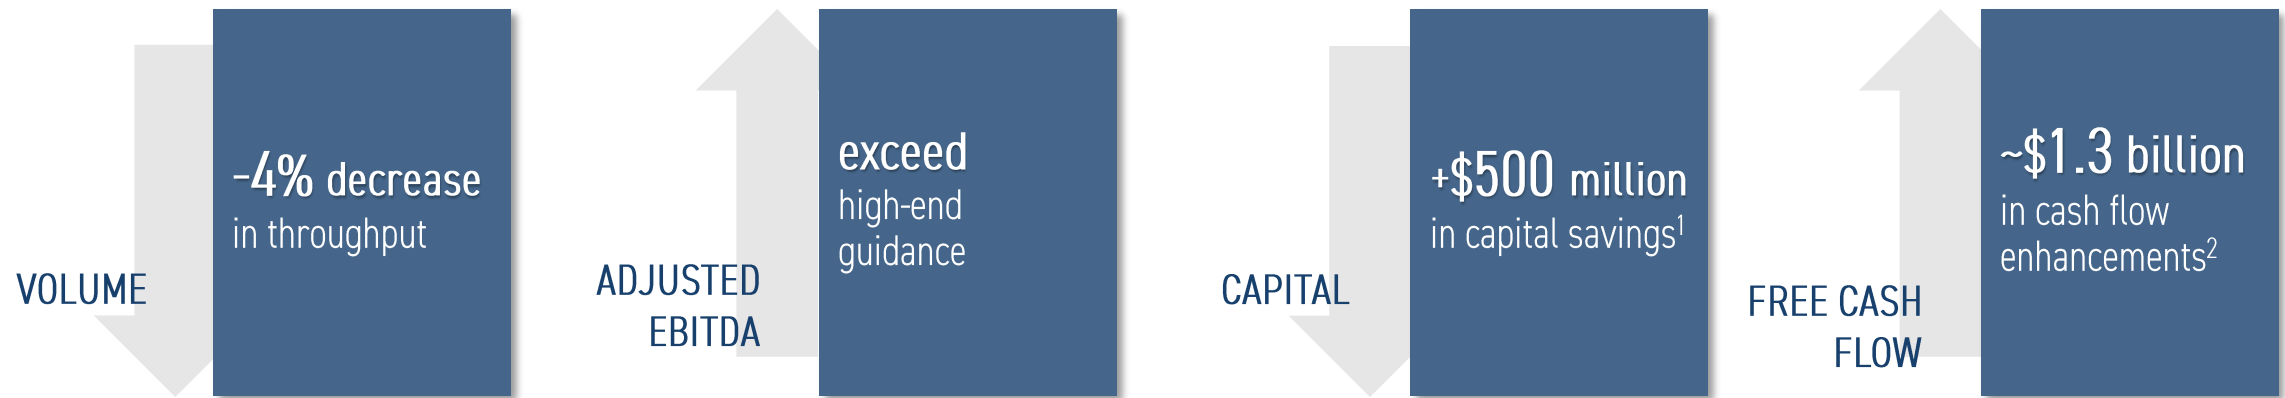 VOLUME
-4% decrease
in throughput
ADJUSTED
EBITDA
exceed
high-end
guidance
CAPITAL
+$500 million
in capital savings¹
FREE CASH
FLOW
~$1.3 billion
in cash flow
enhancements²